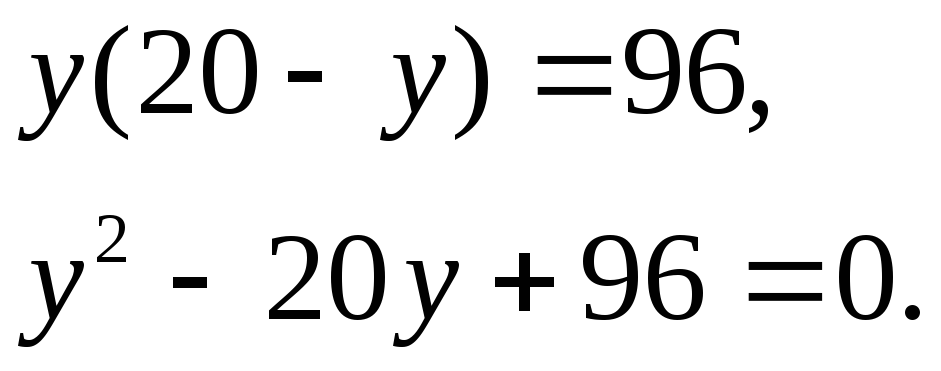 y(20 - y) = 96,
y² - 20y + 96 = 0.